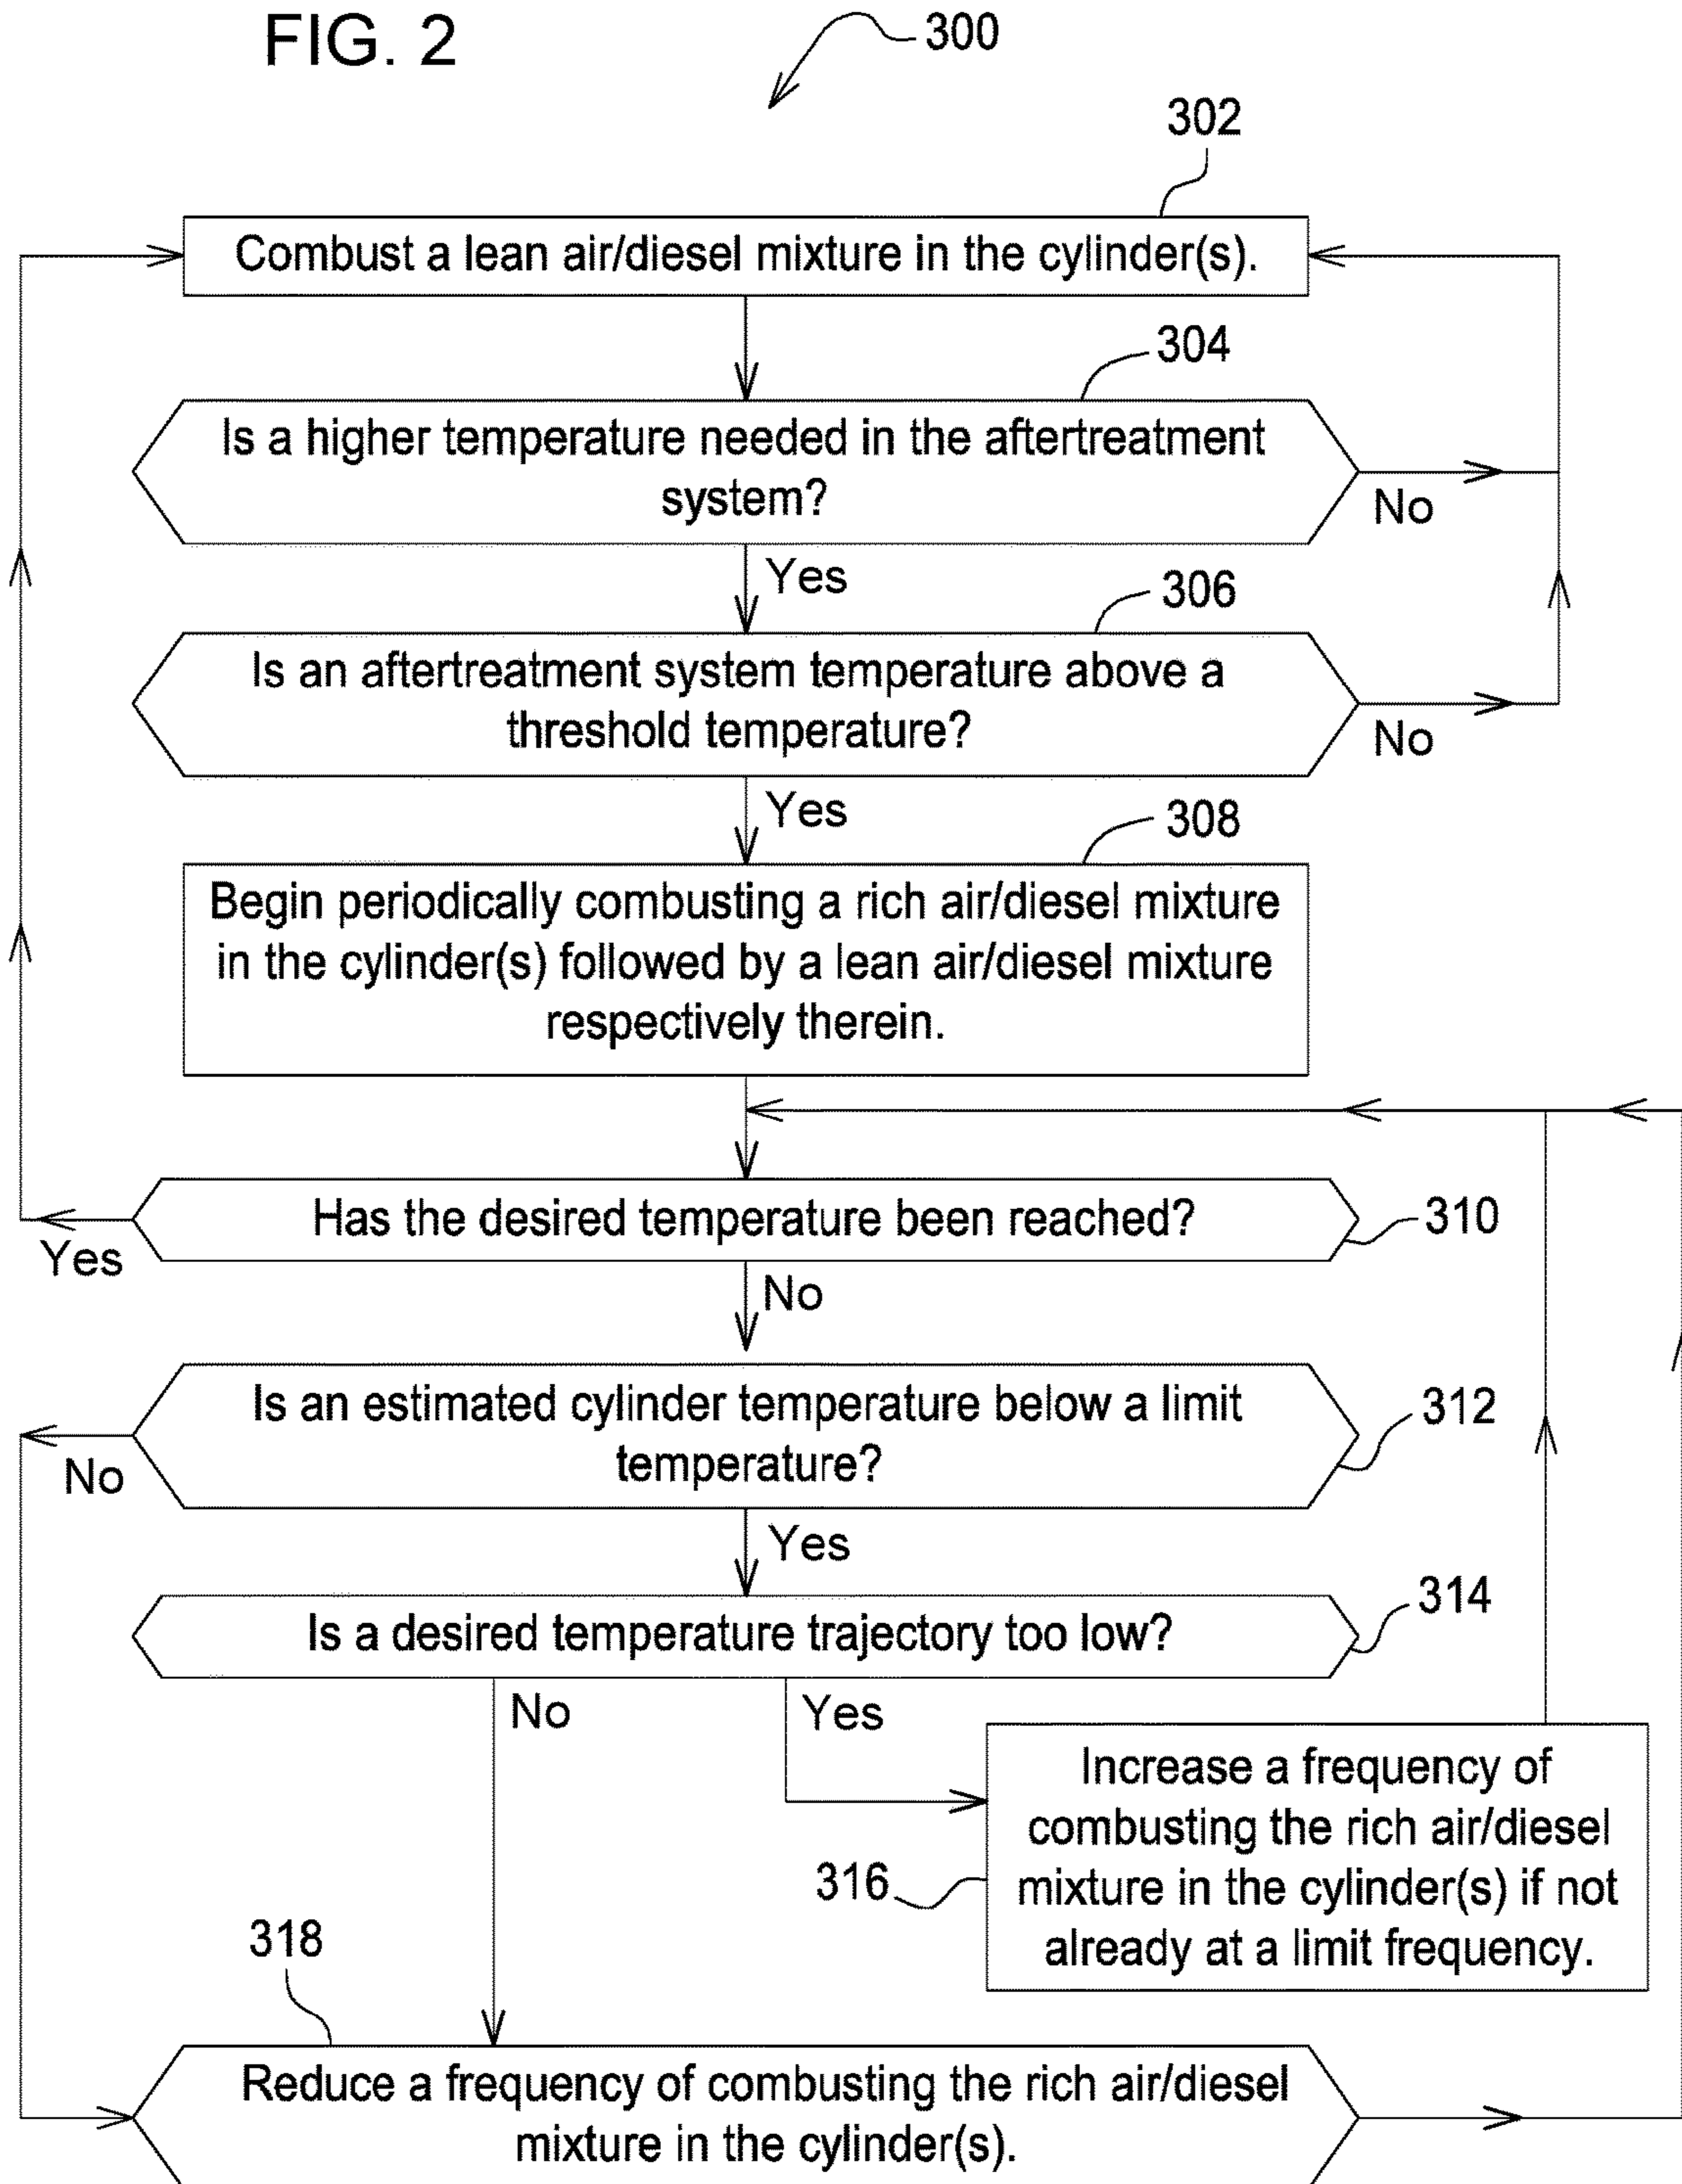 FIG. 2
300
302
Combust a lean air/diesel mixture in the cylinder(s).
304
Is a higher temperature needed in the aftertreatment
system?
No
Yes
306
Is an aftertreatment system temperature above a
threshold temperature?
No
Yes
308
Begin periodically combusting a rich air/diesel mixture
in the cylinder(s) followed by a lean air/diesel mixture
respectively therein.
Has the desired temperature been reached?
310
Yes
No
Is an estimated cylinder temperature below a limit
temperature?
312
No
Yes
314
Is a desired temperature trajectory too low?
No
Yes
Increase a frequency of
combusting the rich air/diesel
mixture in the cylinder(s) if not
already at a limit frequency.
316
318
Reduce a frequency of combusting the rich air/diesel
mixture in the cylinder(s).